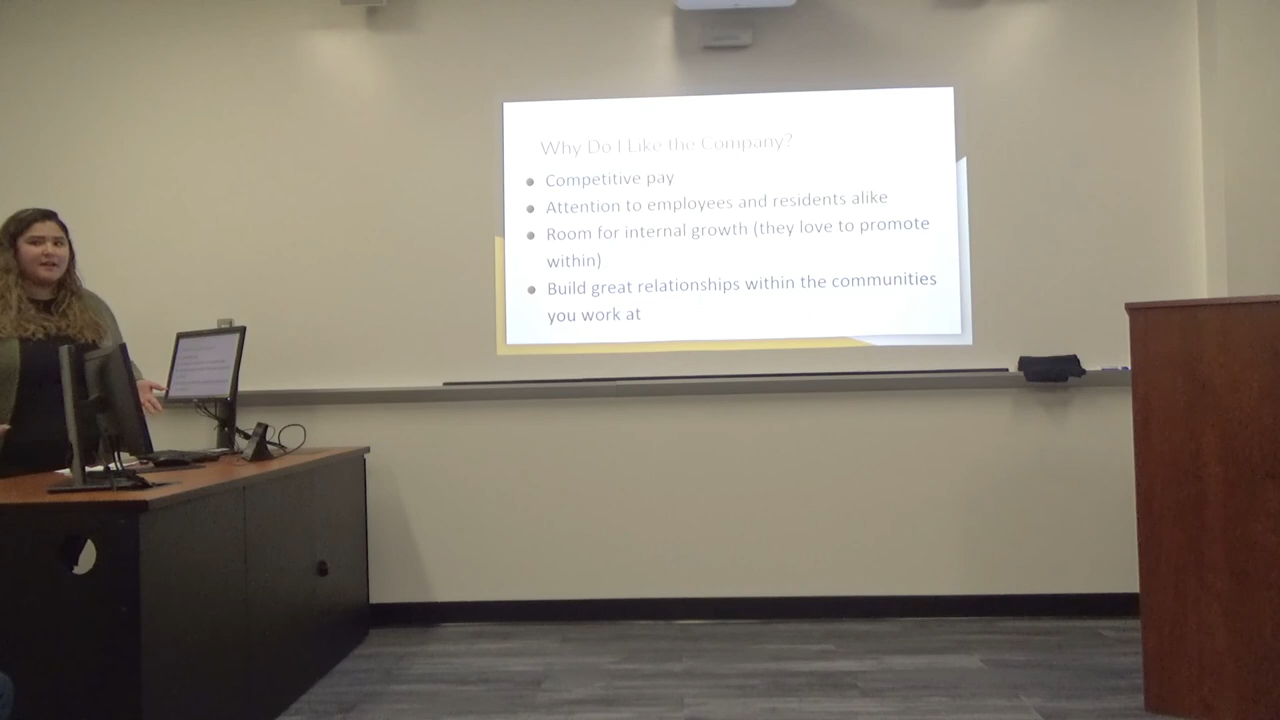 Why Do I Like the Company?
Competitive pay
Attention to employees and residents alike
Room for internal growth (they love to promote
within)
Build great relationships within the communities
you work at